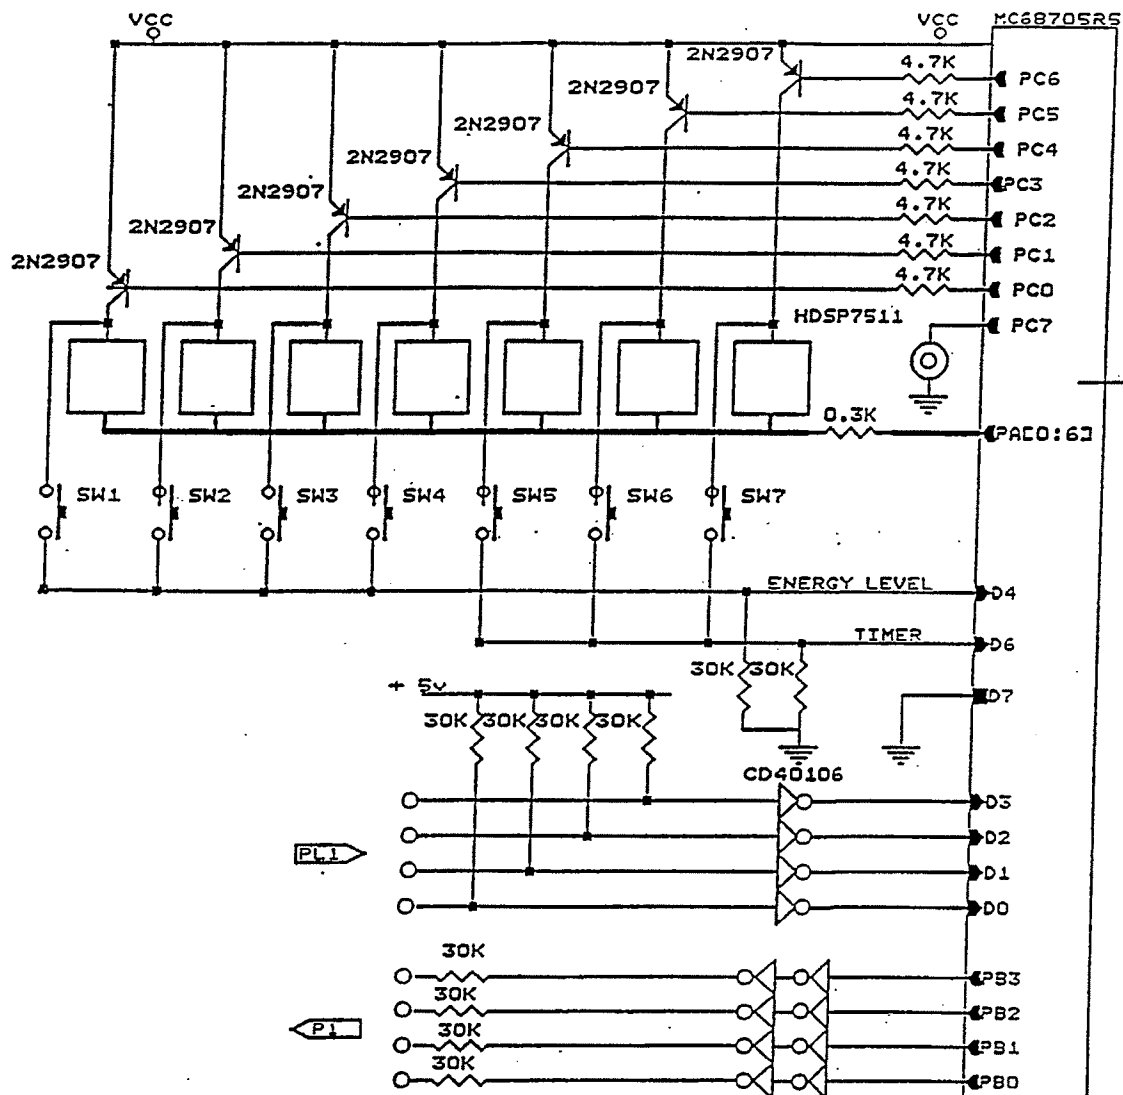 VCC VCC MC68705R5
2N2907 4.7K PC6
2N2907 4.7K PC5
2N2907 4.7K PC4
2N2907 4.7K PC3
2N2907 4.7K PC2
2N2907 4.7K PC1
2N2907 4.7K PC0
HDSP7511 PC7
0.3K PA[0:6]
SW1 SW2 SW3 SW4 SW5 SW6 SW7
ENERGY LEVEL D4
TIMER D6
30K 30K
+ 5v D7
30K 30K 30K 30K
CD40106
D3
D2
PL1 D1
D0
30K PB3
30K PB2
P1 30K PB1
30K PB0